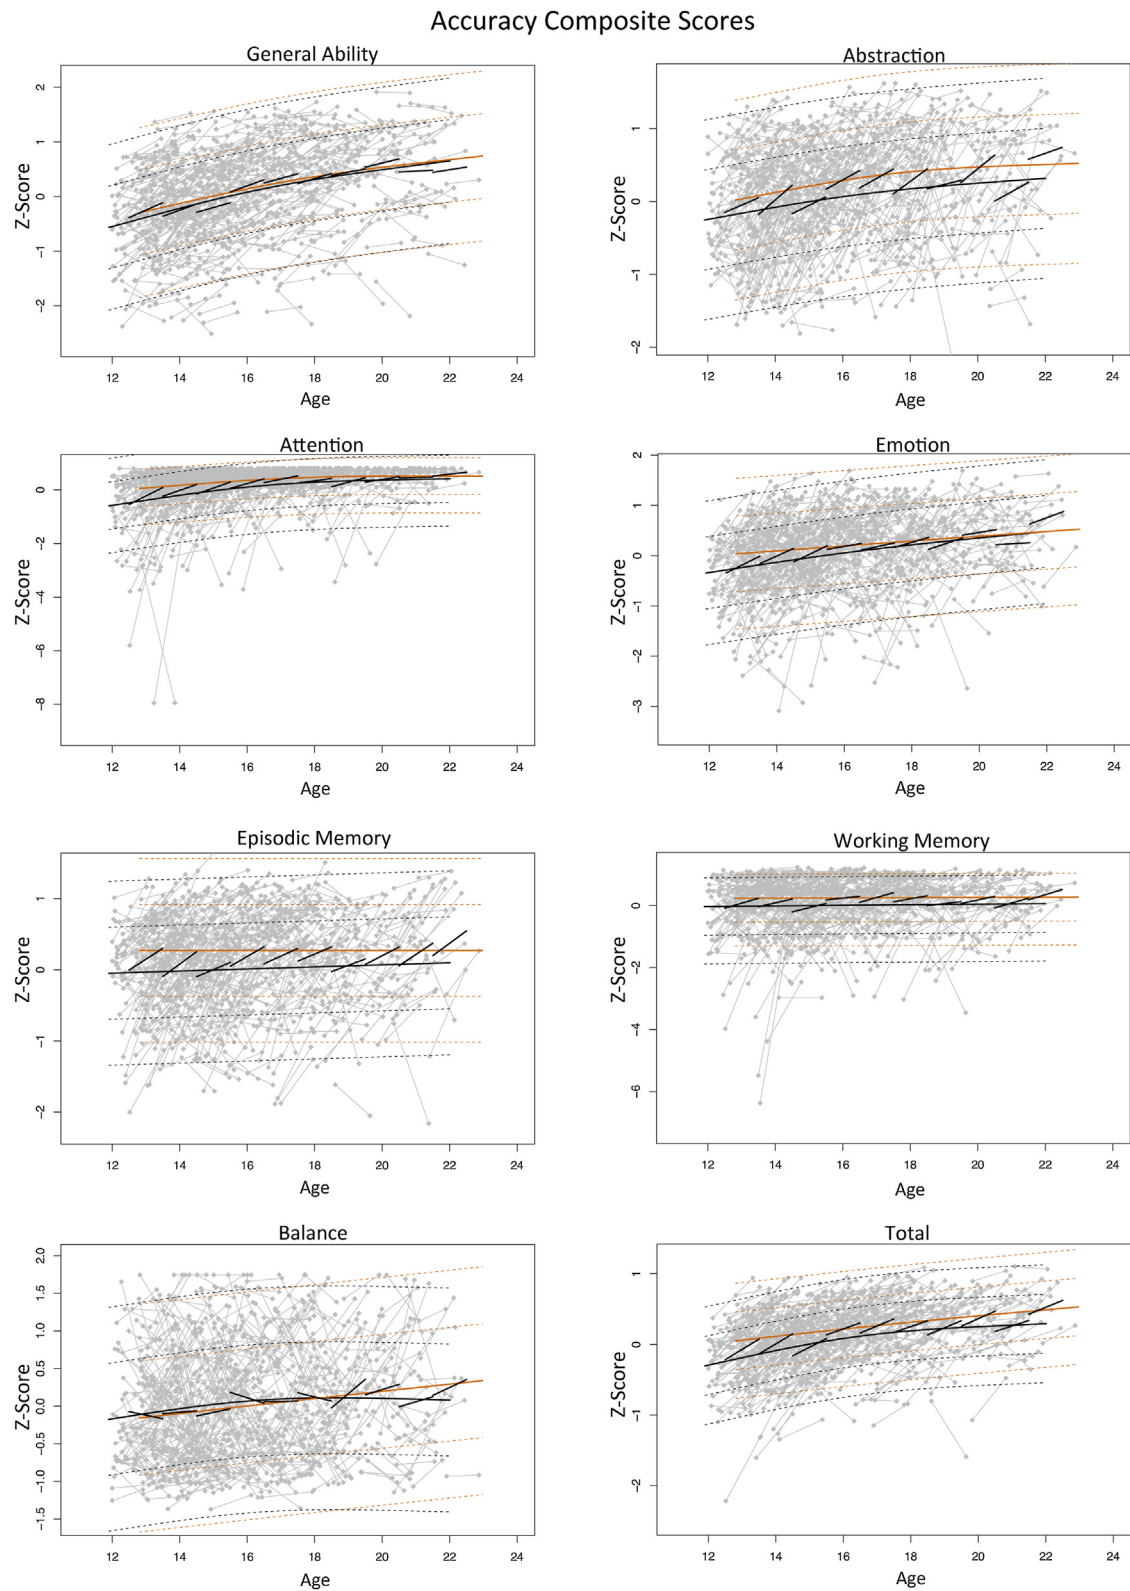 Accuracy Composite Scores
General Ability
Abstraction
2
1
0
−1
−2
Z-Score
12 14 16 18 20 22 24
Age
1
0
−1
−2
Z-Score
12 14 16 18 20 22 24
Age
Attention
Emotion
0
−2
−4
−6
−8
Z-Score
12 14 16 18 20 22 24
Age
2
1
0
−1
−2
−3
Z-Score
12 14 16 18 20 22 24
Age
Episodic Memory
Working Memory
1
0
−1
−2
Z-Score
12 14 16 18 20 22 24
Age
0
−2
−4
−6
Z-Score
12 14 16 18 20 22 24
Age
Balance
Total
2.0
1.5
1.0
0.5
0.0
−0.5
−1.0
−1.5
Z-Score
12 14 16 18 20 22 24
Age
1
0
−1
−2
Z-Score
12 14 16 18 20 22 24
Age